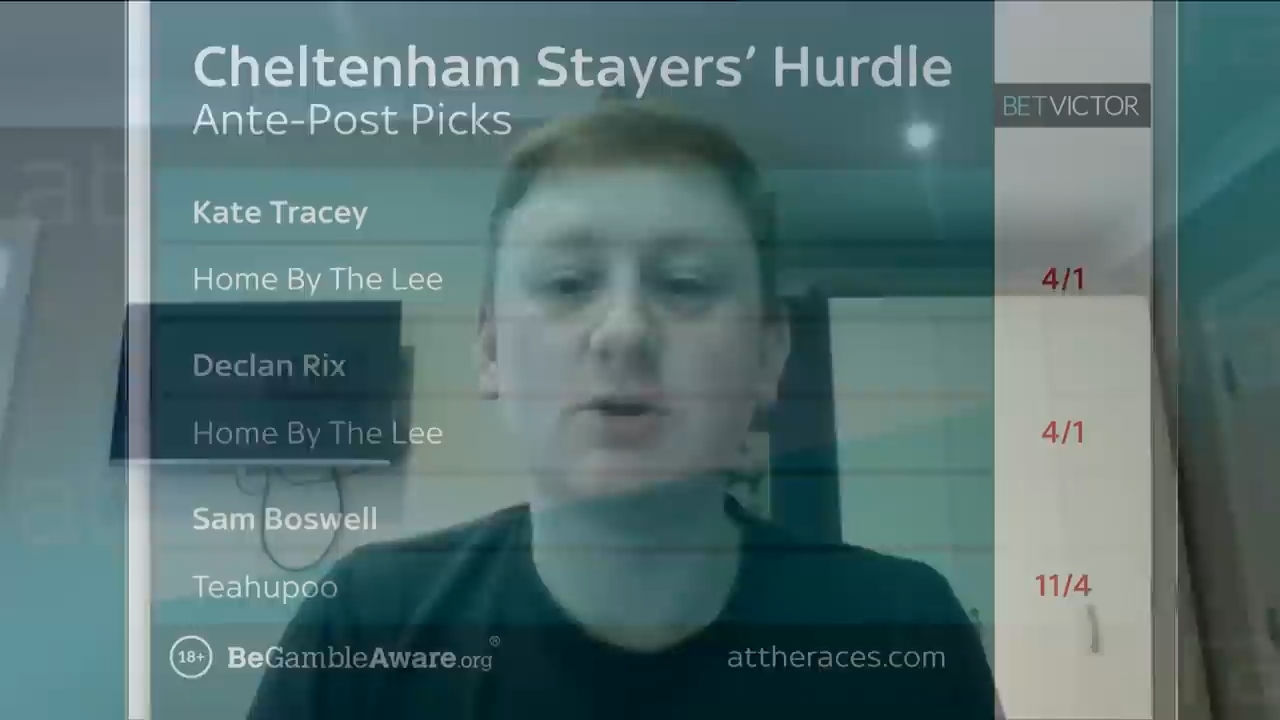 Cheltenham Stayers’ Hurdle
Ante-Post Picks
BETVICTOR
at
Kate Tracey
Home By The Lee 4/1
Declan Rix
Home By The Lee 4/1
Sam Boswell
Teahupoo 11/4
18+ BeGambleAware.org® attheraces.com